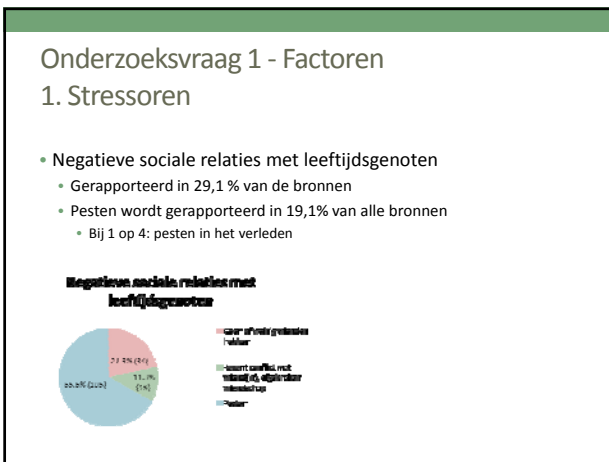 Onderzoeksvraag 1 - Factoren
1. Stressoren
• Negatieve sociale relaties met leeftijdsgenoten
• Gerapporteerd in 29,1 % van de bronnen
• Pesten wordt gerapporteerd in 19,1% van alle bronnen
• Bij 1 op 4: pesten in het verleden
Negatieve sociale relaties met
leeftijdsgenoten
Pesten